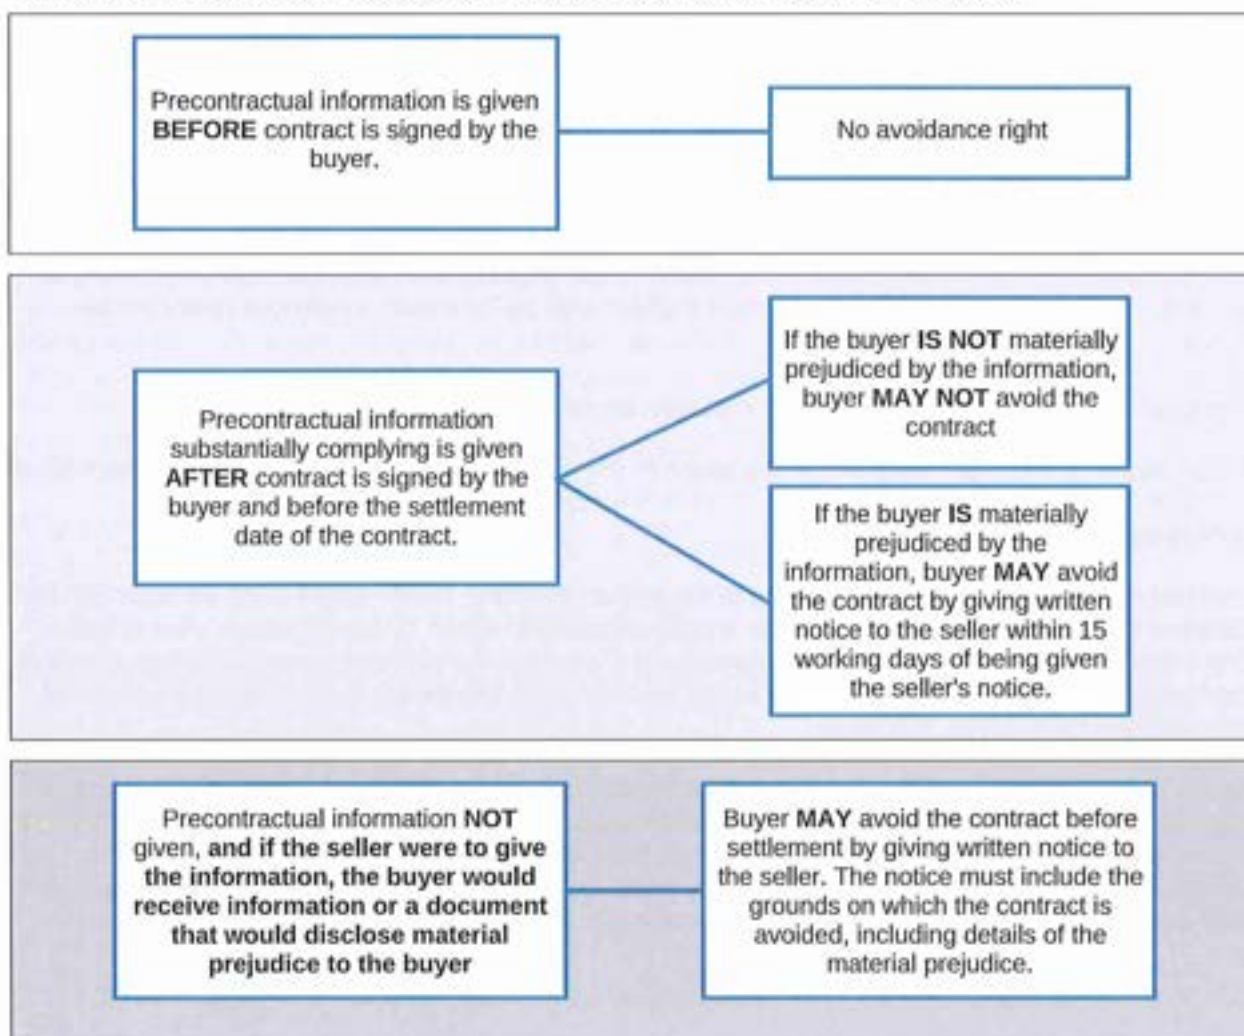 Precontractual information is given
BEFORE contract is signed by the
buyer.
No avoidance right
Precontractual information
substantially complying is given
AFTER contract is signed by the
buyer and before the settlement
date of the contract.
If the buyer IS NOT materially
prejudiced by the information,
buyer MAY NOT avoid the
contract
If the buyer IS materially
prejudiced by the
information, buyer MAY avoid
the contract by giving written
notice to the seller within 15
working days of being given
the seller's notice.
Precontractual information NOT
given, and if the seller were to give
the information, the buyer would
receive information or a document
that would disclose material
prejudice to the buyer
Buyer MAY avoid the contract before
settlement by giving written notice to
the seller. The notice must include the
grounds on which the contract is
avoided, including details of the
material prejudice.